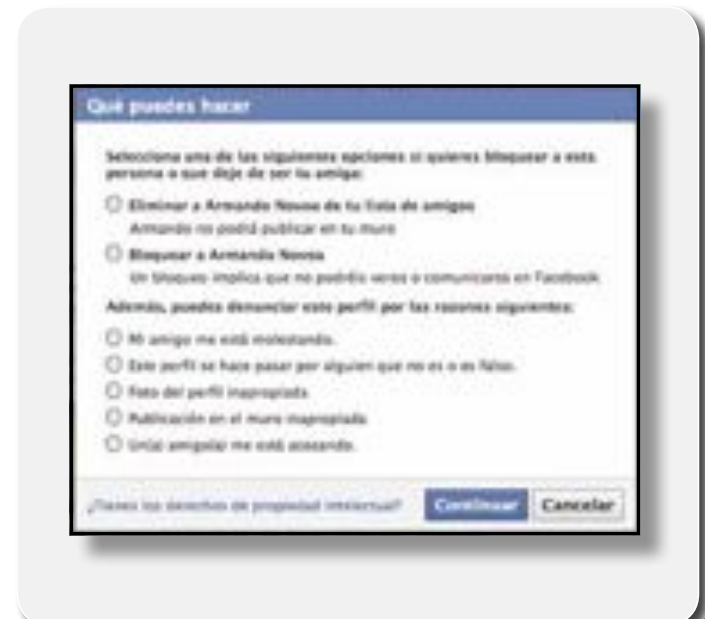 Qué puedes hacer
Selecciona una de las siguientes opciones si quieres bloquear a esta
persona o que deje de ser tu amiga:
Eliminar a Armando Novoa de tu lista de amigos
Armando no podrá publicar en tu muro
Bloquear a Armando Novoa
Un bloqueo implica que no podréis veros o comunicaros en Facebook
Además, puedes denunciar este perfil por las razones siguientes:
Mi amigo me está molestando.
Este perfil se hace pasar por alguien que no es o es falso.
Foto del perfil inapropiada
Publicación en el muro inapropiada
Un(a) amigo(a) me está acosando.
¿Tienes los derechos de propiedad intelectual?
Continuar
Cancelar